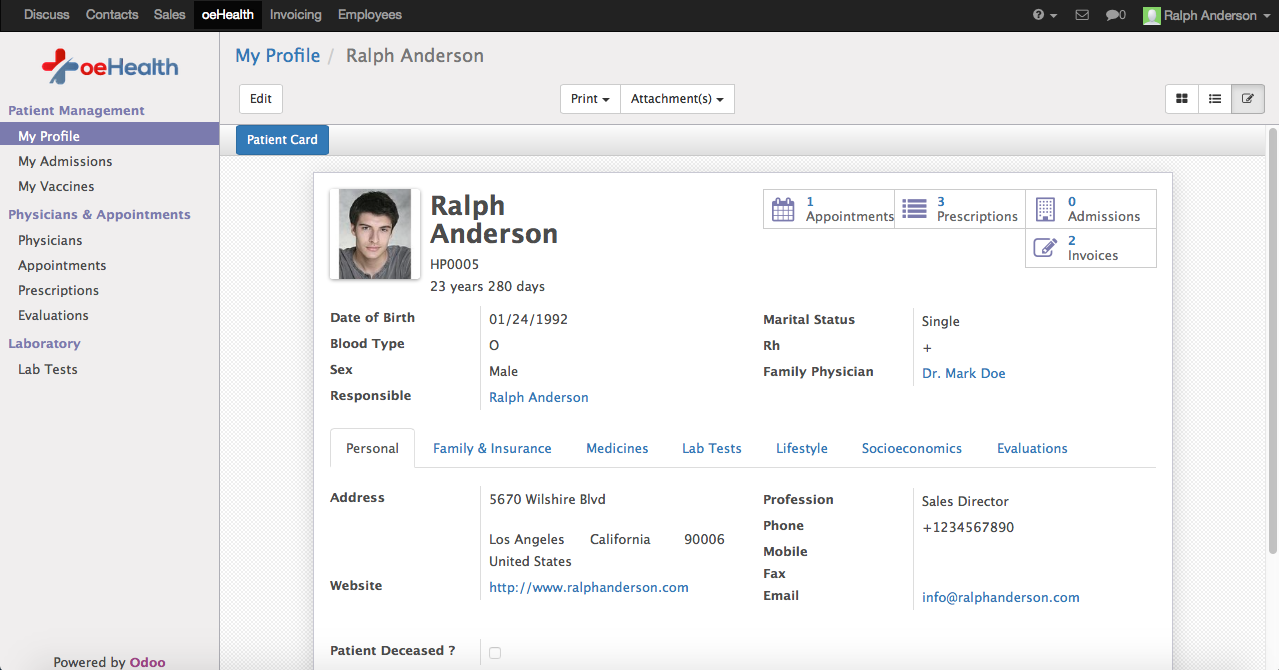 Discuss Contacts Sales oeHealth Invoicing Employees 0 Ralph Anderson
oeHealth
Patient Management
My Profile
My Admissions
My Vaccines
Physicians & Appointments
Physicians
Appointments
Prescriptions
Evaluations
Laboratory
Lab Tests
Powered by Odoo
My Profile / Ralph Anderson
Edit Print Attachment(s)
Patient Card
Ralph
Anderson
HP0005
23 years 280 days
1
Appointments
3
Prescriptions
0
Admissions
2
Invoices
Date of Birth 01/24/1992
Blood Type O
Sex Male
Responsible Ralph Anderson
Marital Status Single
Rh +
Family Physician Dr. Mark Doe
Personal Family & Insurance Medicines Lab Tests Lifestyle Socioeconomics Evaluations
Address 5670 Wilshire Blvd
Los Angeles California 90006
United States
Website http://www.ralphanderson.com
Profession Sales Director
Phone +1234567890
Mobile
Fax
Email info@ralphanderson.com
Patient Deceased ?